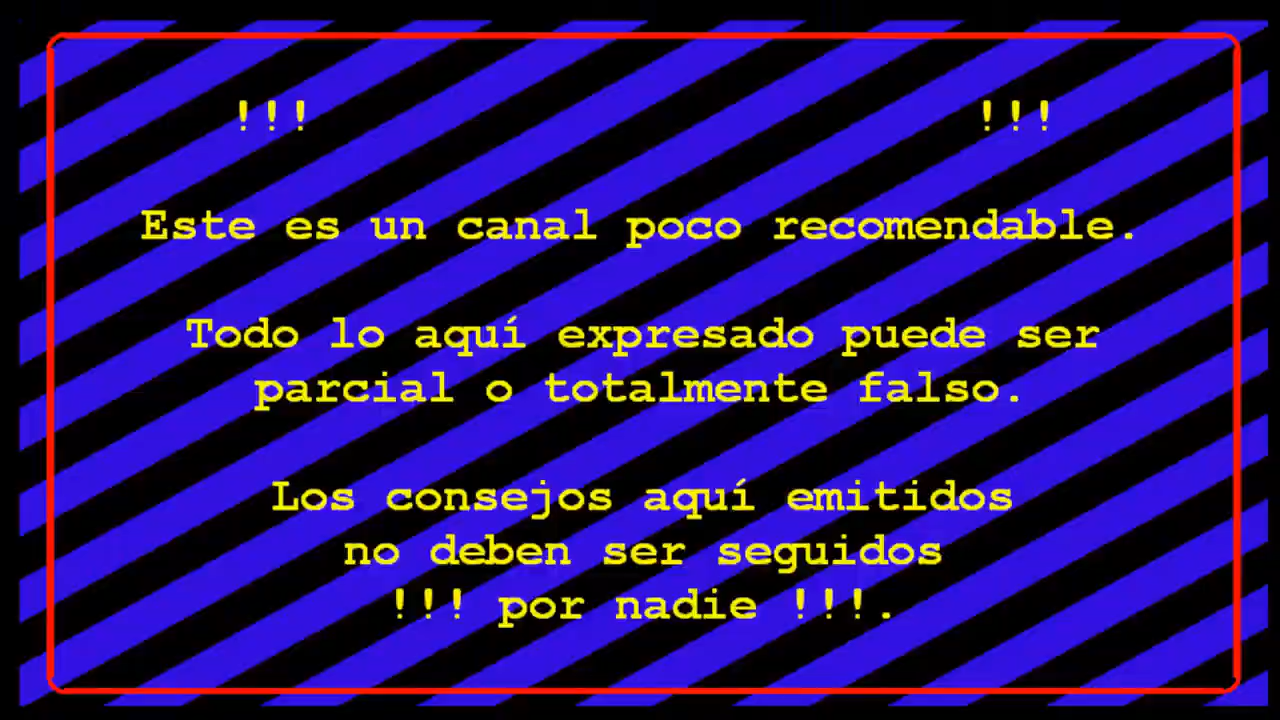 !!! !!!
Este es un canal poco recomendable.
Todo lo aquí expresado puede ser
parcial o totalmente falso.
Los consejos aquí emitidos
no deben ser seguidos
!!! por nadie !!!.